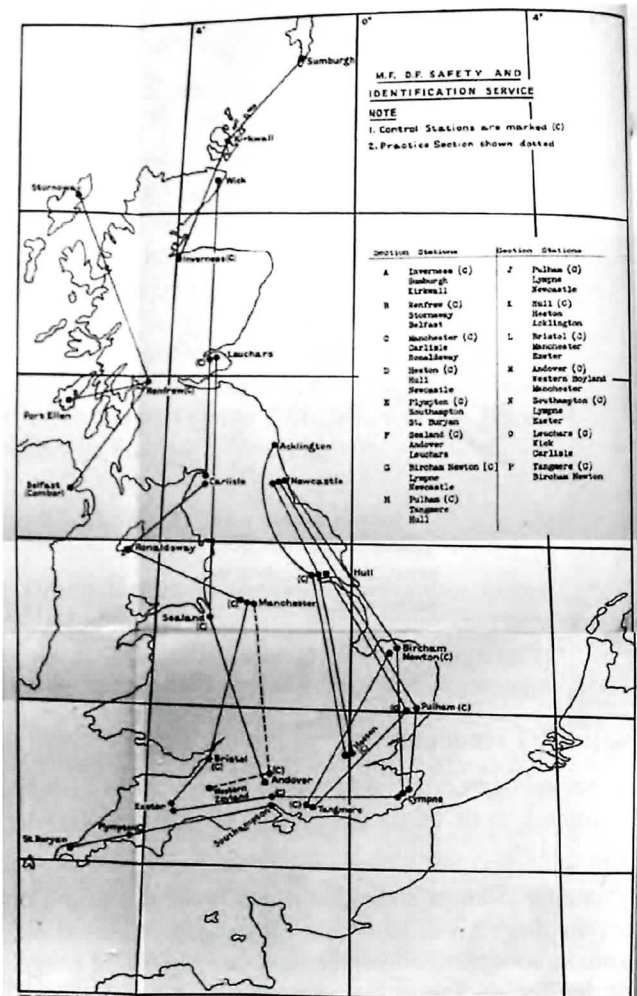 4°
0°
4°
Sumburgh
M.F. D.F. SAFETY AND
IDENTIFICATION SERVICE
NOTE
1. Control Stations are marked (C)
2. Practice Section shown dotted
Kirkwall
Wick
Stornoway
Inverness (C)
Section Stations
A Inverness (C)
Sumburgh
Kirkwall
B Renfrew (C)
Stornaway
Belfast
C Manchester (C)
Carlisle
Ronaldsway
D Heston (C)
Hull
Newcastle
E Plympton (C)
Southampton
St. Buryan
F Sealand (C)
Andover
Leuchars
G Bircham Newton (C)
Lympne
Newcastle
H Pulham (C)
Tangmere
Hull
Section Stations
J Pulham (C)
Lympne
Newcastle
K Hull (C)
Heston
Acklington
L Bristol (C)
Manchester
Exeter
M Andover (C)
Western Boyland
Manchester
N Southampton (C)
Lympne
Exeter
O Leuchars (C)
Carlisle
P Tangmere (C)
Bircham Newton
(C)
Leuchars
Renfrew (C)
Port Ellen
Acklington
Belfast
(Comber)
Carlisle
Newcastle
Ronaldsway
(C)
Hull
(C)
Manchester
Sealand
(C)
Bircham
Newton (C)
(C)
Pulham (C)
Heston
(C)
Bristol
(C)
(C)
Andover
Western
(C)
Exeter
(C)
Tangmere
Lympne
Plympton
Southampton
St. Buryan